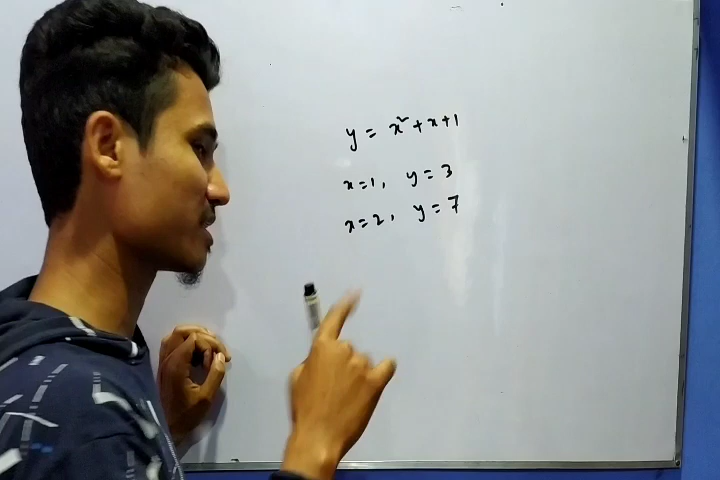 y = x² + x + 1
x = 1, y = 3
x = 2, y = 7